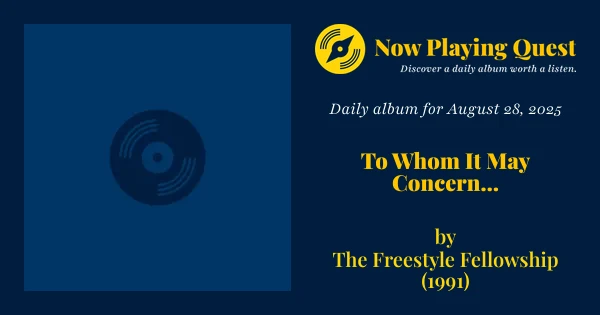 Now Playing Quest
Discover a daily album worth a listen.
Daily album for August 28, 2025
To Whom It May
Concern...
by
The Freestyle Fellowship
(1991)